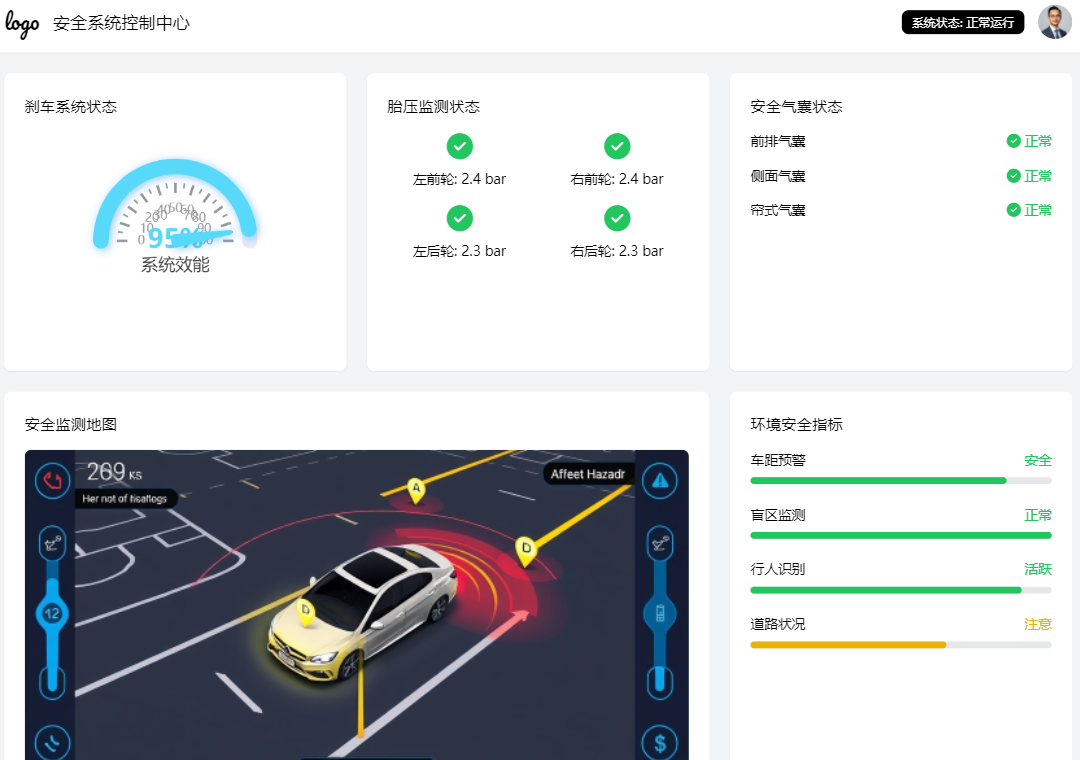 logo 安全系统控制中心
系统状态: 正常运行
刹车系统状态
0
10
20
30
40
50
60
70
80
90
95%
系统效能
胎压监测状态
左前轮: 2.4 bar
右前轮: 2.4 bar
左后轮: 2.3 bar
右后轮: 2.3 bar
安全气囊状态
前排气囊 正常
侧面气囊 正常
帘式气囊 正常
安全监测地图
269 KS
Her not of tisaflogs
Affeet Hazadr
A
D
D
12
$
环境安全指标
车距预警 安全
盲区监测 正常
行人识别 活跃
道路状况 注意